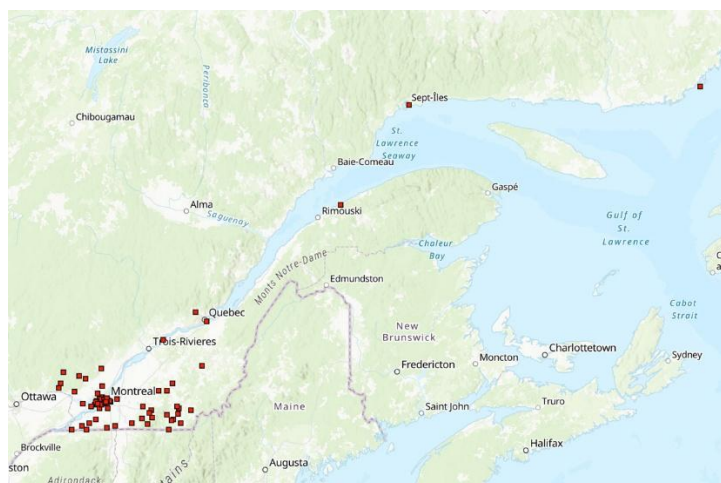 Mistassini
Lake
Peribonca
Chibougamau
Sept-Îles
St.
Lawrence
Seaway
Baie-Comeau
Gaspé
Alma
Saguenay
Rimouski
Gulf of
St.
Lawrence
Chaleur
Bay
Monts Notre-Dame
Edmundston
Cabot
Strait
Quebec
New
Brunswick
Trois-Rivieres
Charlottetown
Sydney
Fredericton
Moncton
Ottawa
Montreal
Maine
Saint John
Truro
Brockville
Halifax
ston
Adirondack
ains
Augusta